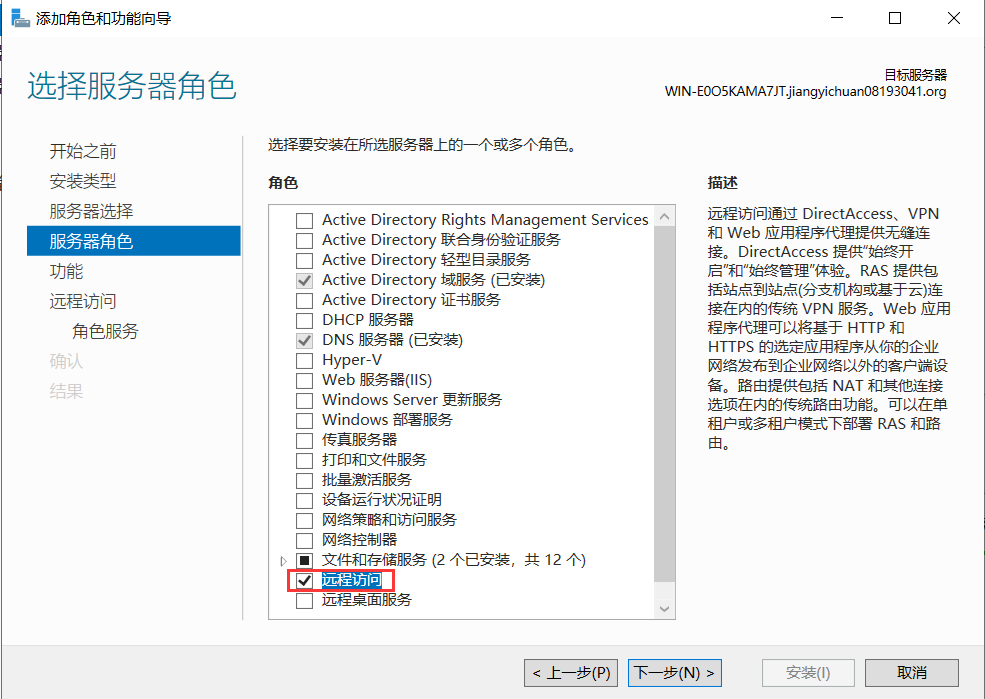 添加角色和功能向导
选择服务器角色
目标服务器
WIN-E0O5KAMA7JT.jiangyichuan08193041.org
开始之前
安装类型
服务器选择
服务器角色
功能
远程访问
角色服务
确认
结果
选择要安装在所选服务器上的一个或多个角色。
角色
Active Directory Rights Management Services
Active Directory 联合身份验证服务
Active Directory 轻型目录服务
Active Directory 域服务 (已安装)
Active Directory 证书服务
DHCP 服务器
DNS 服务器 (已安装)
Hyper-V
Web 服务器(IIS)
Windows Server 更新服务
Windows 部署服务
传真服务器
打印和文件服务
批量激活服务
设备运行状况证明
网络策略和访问服务
网络控制器
文件和存储服务 (2 个已安装，共 12 个)
远程访问
远程桌面服务
描述
远程访问通过 DirectAccess、VPN
和 Web 应用程序代理提供无缝连
接。DirectAccess 提供“始终开
启”和“始终管理”体验。RAS 提供包
括站点到站点(分支机构或基于云)连
接在内的传统 VPN 服务。Web 应用
程序代理可以将基于 HTTP 和
HTTPS 的选定应用程序从你的企业
网络发布到企业网络以外的客户端设
备。路由提供包括 NAT 和其他连接
选项在内的传统路由功能。可以在单
租户或多租户模式下部署 RAS 和路
由。
< 上一步(P)
下一步(N) >
安装(I)
取消